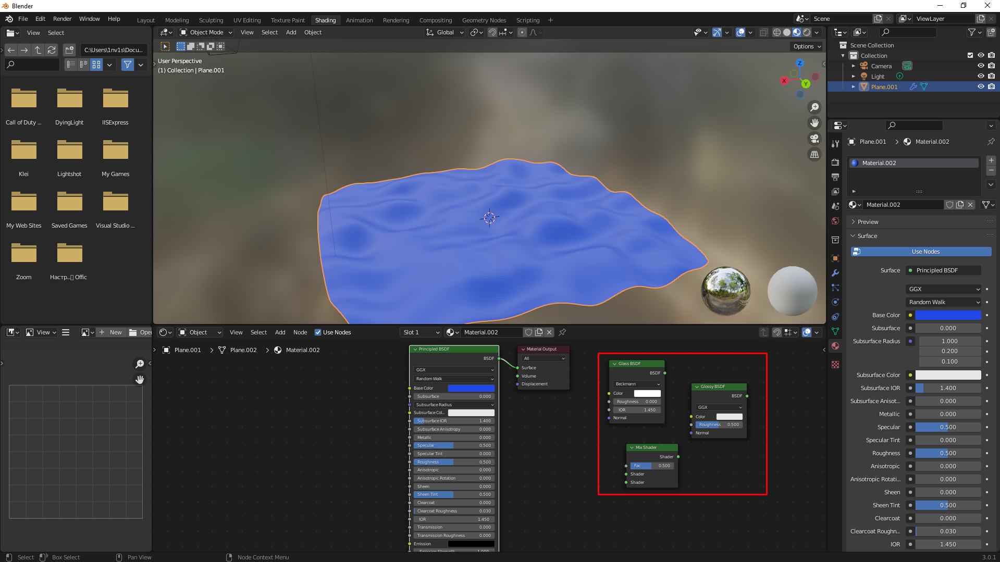 Blender
File Edit Render Window Help
Layout Modeling Sculpting UV Editing Texture Paint Shading Animation Rendering Compositing Geometry Nodes Scripting +
Scene
ViewLayer
View Select
C:\Users\1nv1s\Docu...
Call of Duty ... DyingLight IISExpress
Klei Lightshot My Games
My Web Sites Saved Games Visual Studio ...
Zoom Настр... Offic
Object Mode View Select Add Object
Global
Options
User Perspective
(1) Collection | Plane.001
Z
X
Y
Scene Collection
Collection
Camera
Light
Plane.001
Plane.001 > Material.002
Material.002
Material.002
Preview
Surface
Use Nodes
Surface Principled BSDF
GGX
Random Walk
Base Color
Subsurface 0.000
Subsurface Radius 1.000
0.200
0.100
Subsurface Color
Subsurface IOR 1.400
Subsurface Anisot... 0.000
Metallic 0.000
Specular 0.500
Specular Tint 0.000
Roughness 0.500
Anisotropic 0.000
Anisotropic Rotati... 0.000
Sheen 0.000
Sheen Tint 0.500
Clearcoat 0.000
Clearcoat Roughn... 0.030
IOR 1.450
View
+ New
Open
Object View Select Add Node Use Nodes
Slot 1
Material.002
Plane.001 > Plane.002 > Material.002
Principled BSDF
BSDF
GGX
Random Walk
Base Color
Subsurface 0.000
Subsurface Radius
Subsurface Col...
Subsurface IOR 1.400
Subsurface Anisotropy 0.000
Metallic 0.000
Specular 0.500
Specular Tint 0.000
Roughness 0.500
Anisotropic 0.000
Anisotropic Rotation 0.000
Sheen 0.000
Sheen Tint 0.500
Clearcoat 0.000
Clearcoat Roughness 0.030
IOR 1.450
Transmission 0.000
Transmission Roughness 0.000
Emission
Emission Strength 1.000
Material Output
All
Surface
Volume
Displacement
Glass BSDF
BSDF
Beckmann
Color
Roughness 0.000
IOR 1.450
Normal
Glossy BSDF
BSDF
GGX
Color
Roughness 0.500
Normal
Mix Shader
Shader
Fac 0.500
Shader
Shader
Select Box Select Pan View Node Context Menu
3.0.1